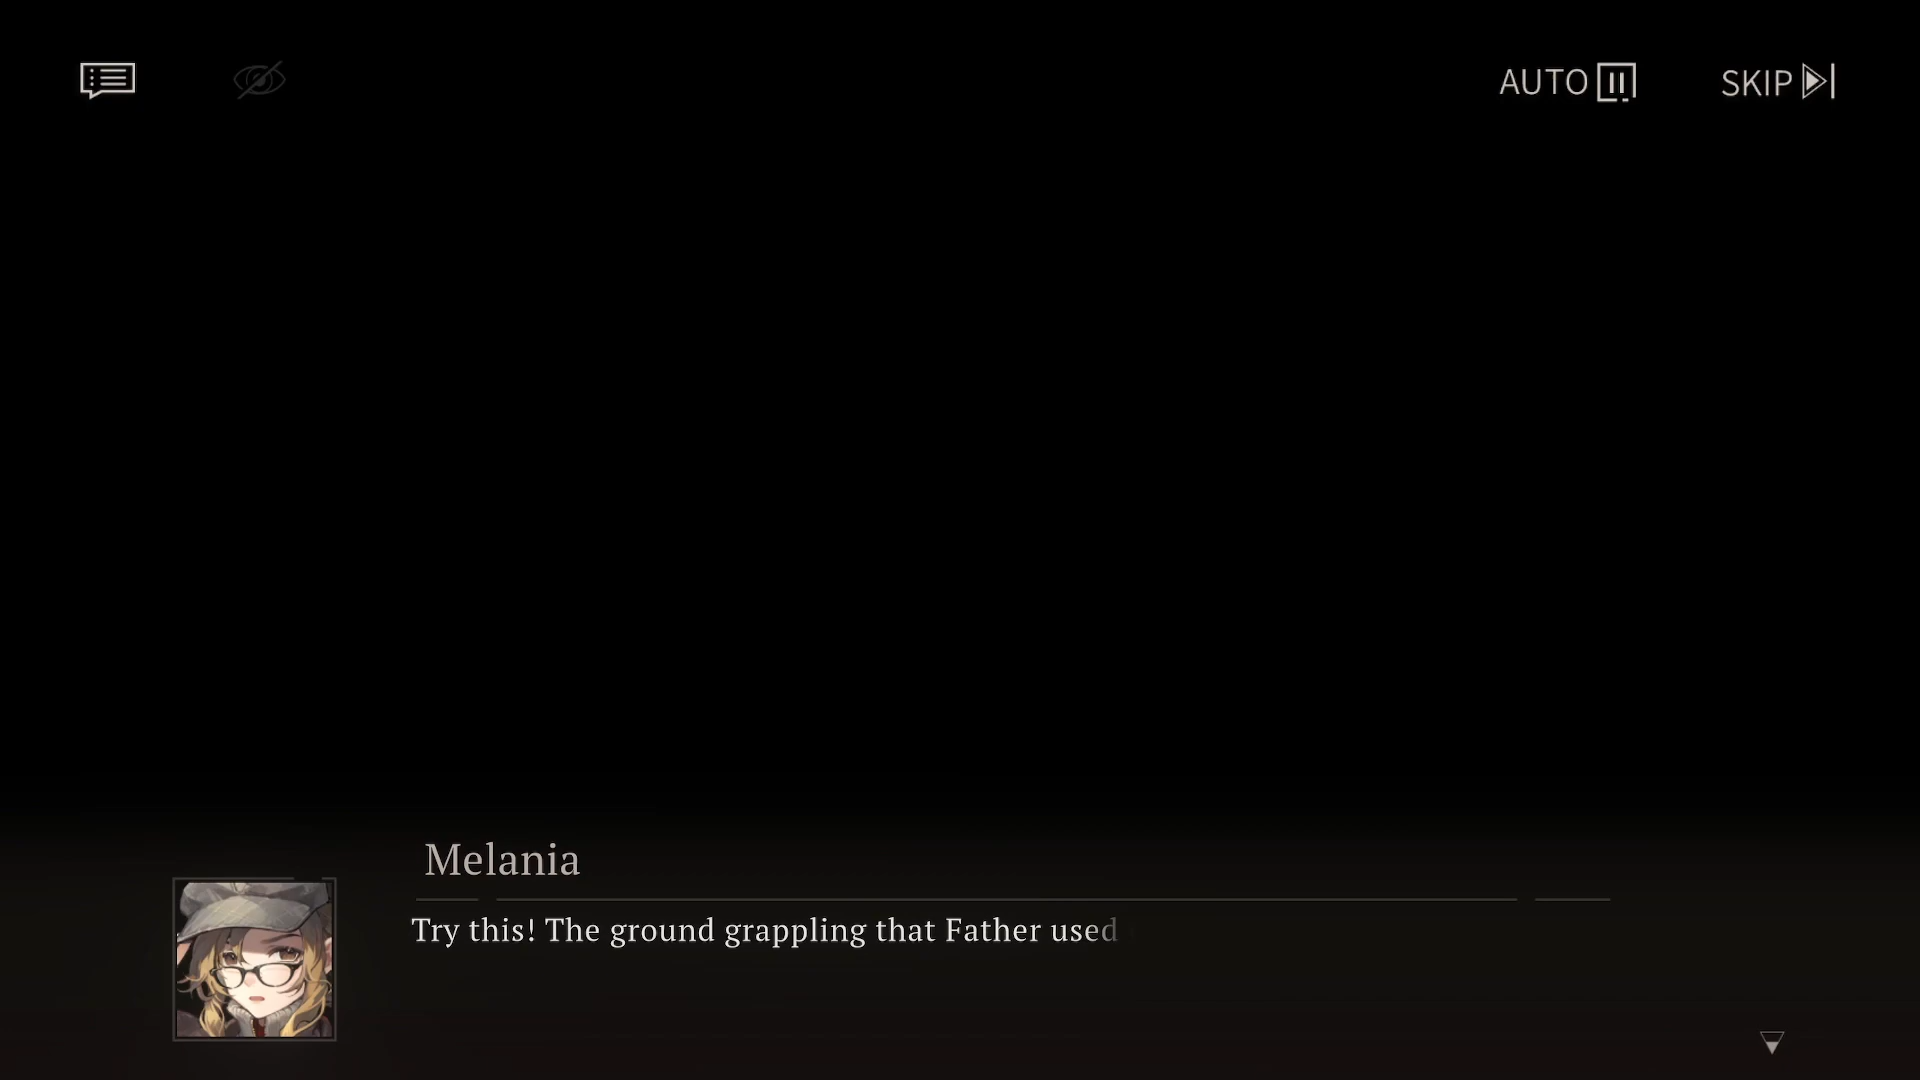 AUTO
SKIP
Melania
Try this! The ground grappling that Father used